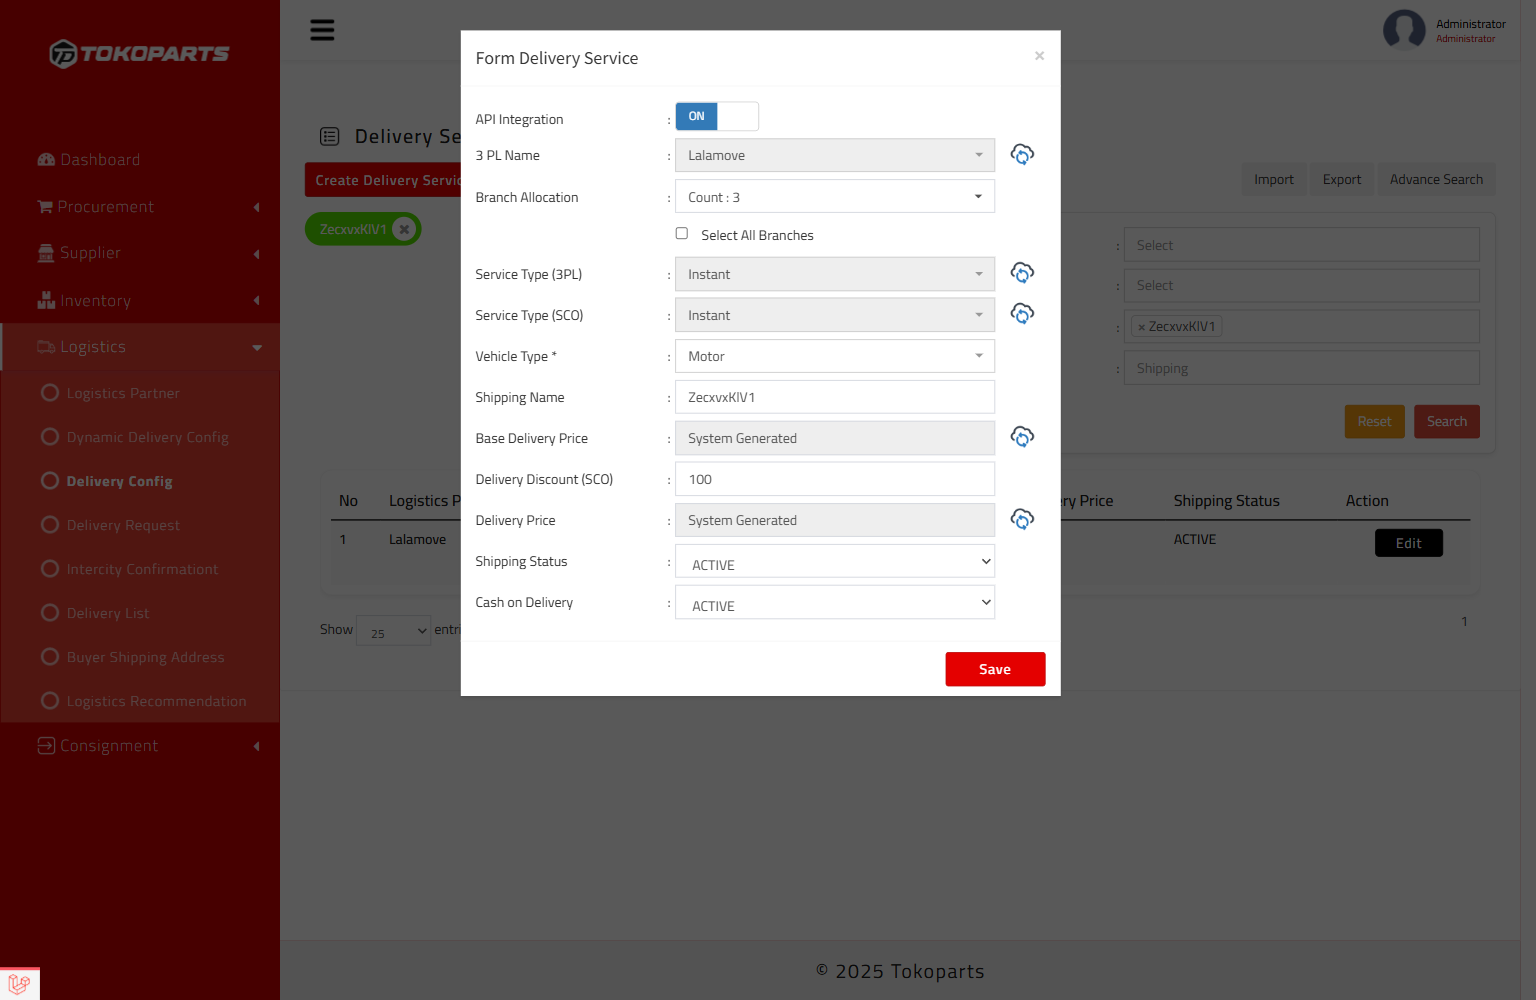 TOKOPARTS
Administrator
Administrator
Dashboard
Procurement
Supplier
Inventory
Logistics
Logistics Partner
Dynamic Delivery Config
Delivery Config
Delivery Request
Intercity Confirmationt
Delivery List
Buyer Shipping Address
Logistics Recommendation
Consignment
Delivery Se
Create Delivery Servic
Import Export Advance Search
ZecxvxKlV1
: Select
: Select
: × ZecxvxKlV1
: Shipping
Reset Search
No Logistics P ry Price Shipping Status Action
1 Lalamove ACTIVE Edit
Show 25 entri
1
Form Delivery Service ×
API Integration : ON
3 PL Name : Lalamove
Branch Allocation : Count : 3
Select All Branches
Service Type (3PL) : Instant
Service Type (SCO) : Instant
Vehicle Type * : Motor
Shipping Name : ZecxvxKlV1
Base Delivery Price : System Generated
Delivery Discount (SCO) : 100
Delivery Price : System Generated
Shipping Status : ACTIVE
Cash on Delivery : ACTIVE
Save
© 2025 Tokoparts